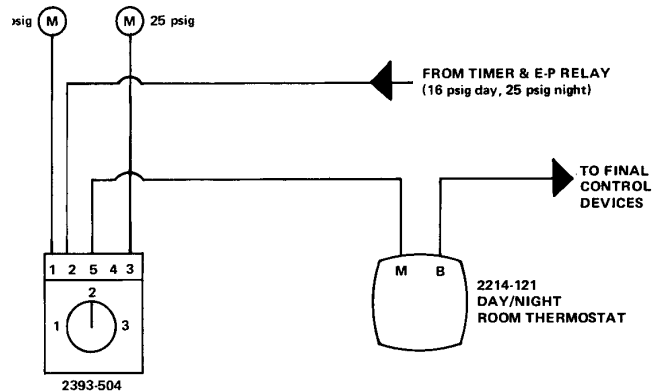 M
M
25 psig
FROM TIMER & E-P RELAY
(16 psig day, 25 psig night)
TO FINAL
CONTROL
DEVICES
1 2 5 4 3
2
1
3
2393-504
M B
2214-121
DAY/NIGHT
ROOM THERMOSTAT